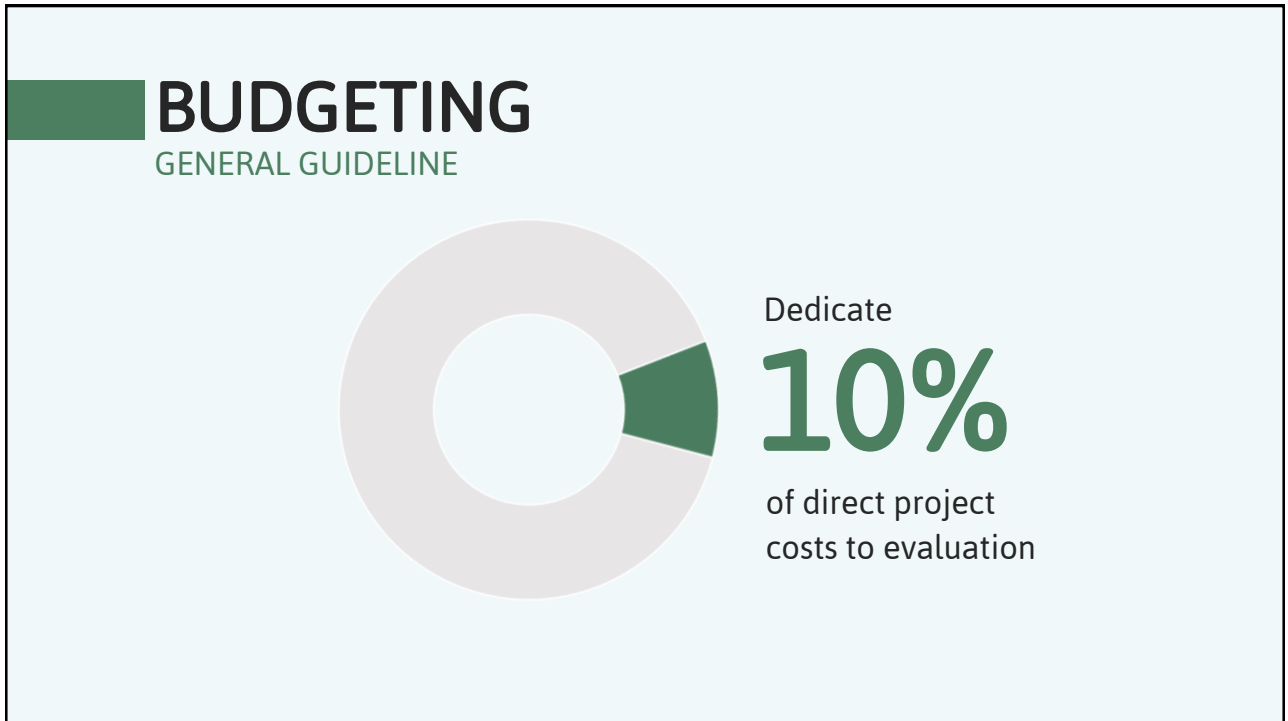 BUDGETING
GENERAL GUIDELINE
Dedicate
10%
of direct project
costs to evaluation